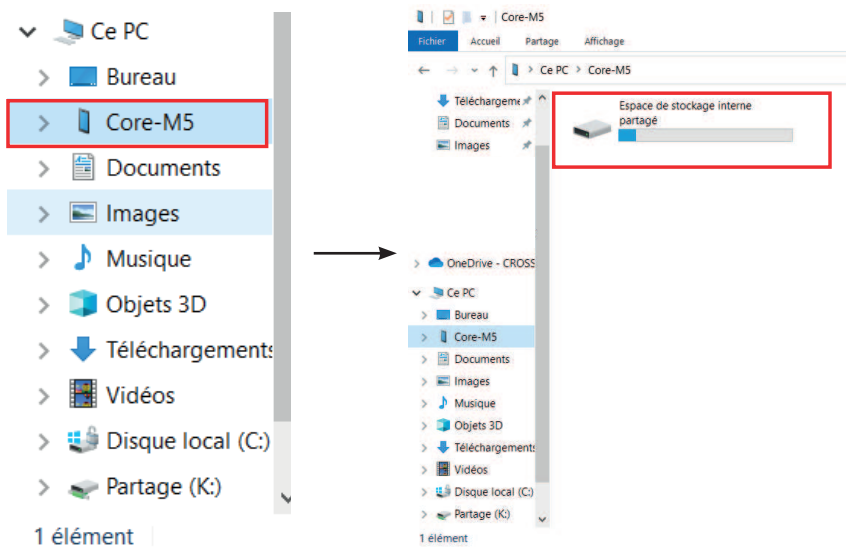 Ce PC
Bureau
Core-M5
Documents
Images
Musique
Objets 3D
Téléchargements
Vidéos
Disque local (C:)
Partage (K:)
1 élément
Core-M5
Fichier Accueil Partage Affichage
Ce PC > Core-M5
Téléchargeme
Documents
Images
OneDrive - CROSS
Ce PC
Bureau
Core-M5
Documents
Images
Musique
Objets 3D
Téléchargements
Vidéos
Disque local (C:)
Partage (K:)
1 élément
Espace de stockage interne
partagé